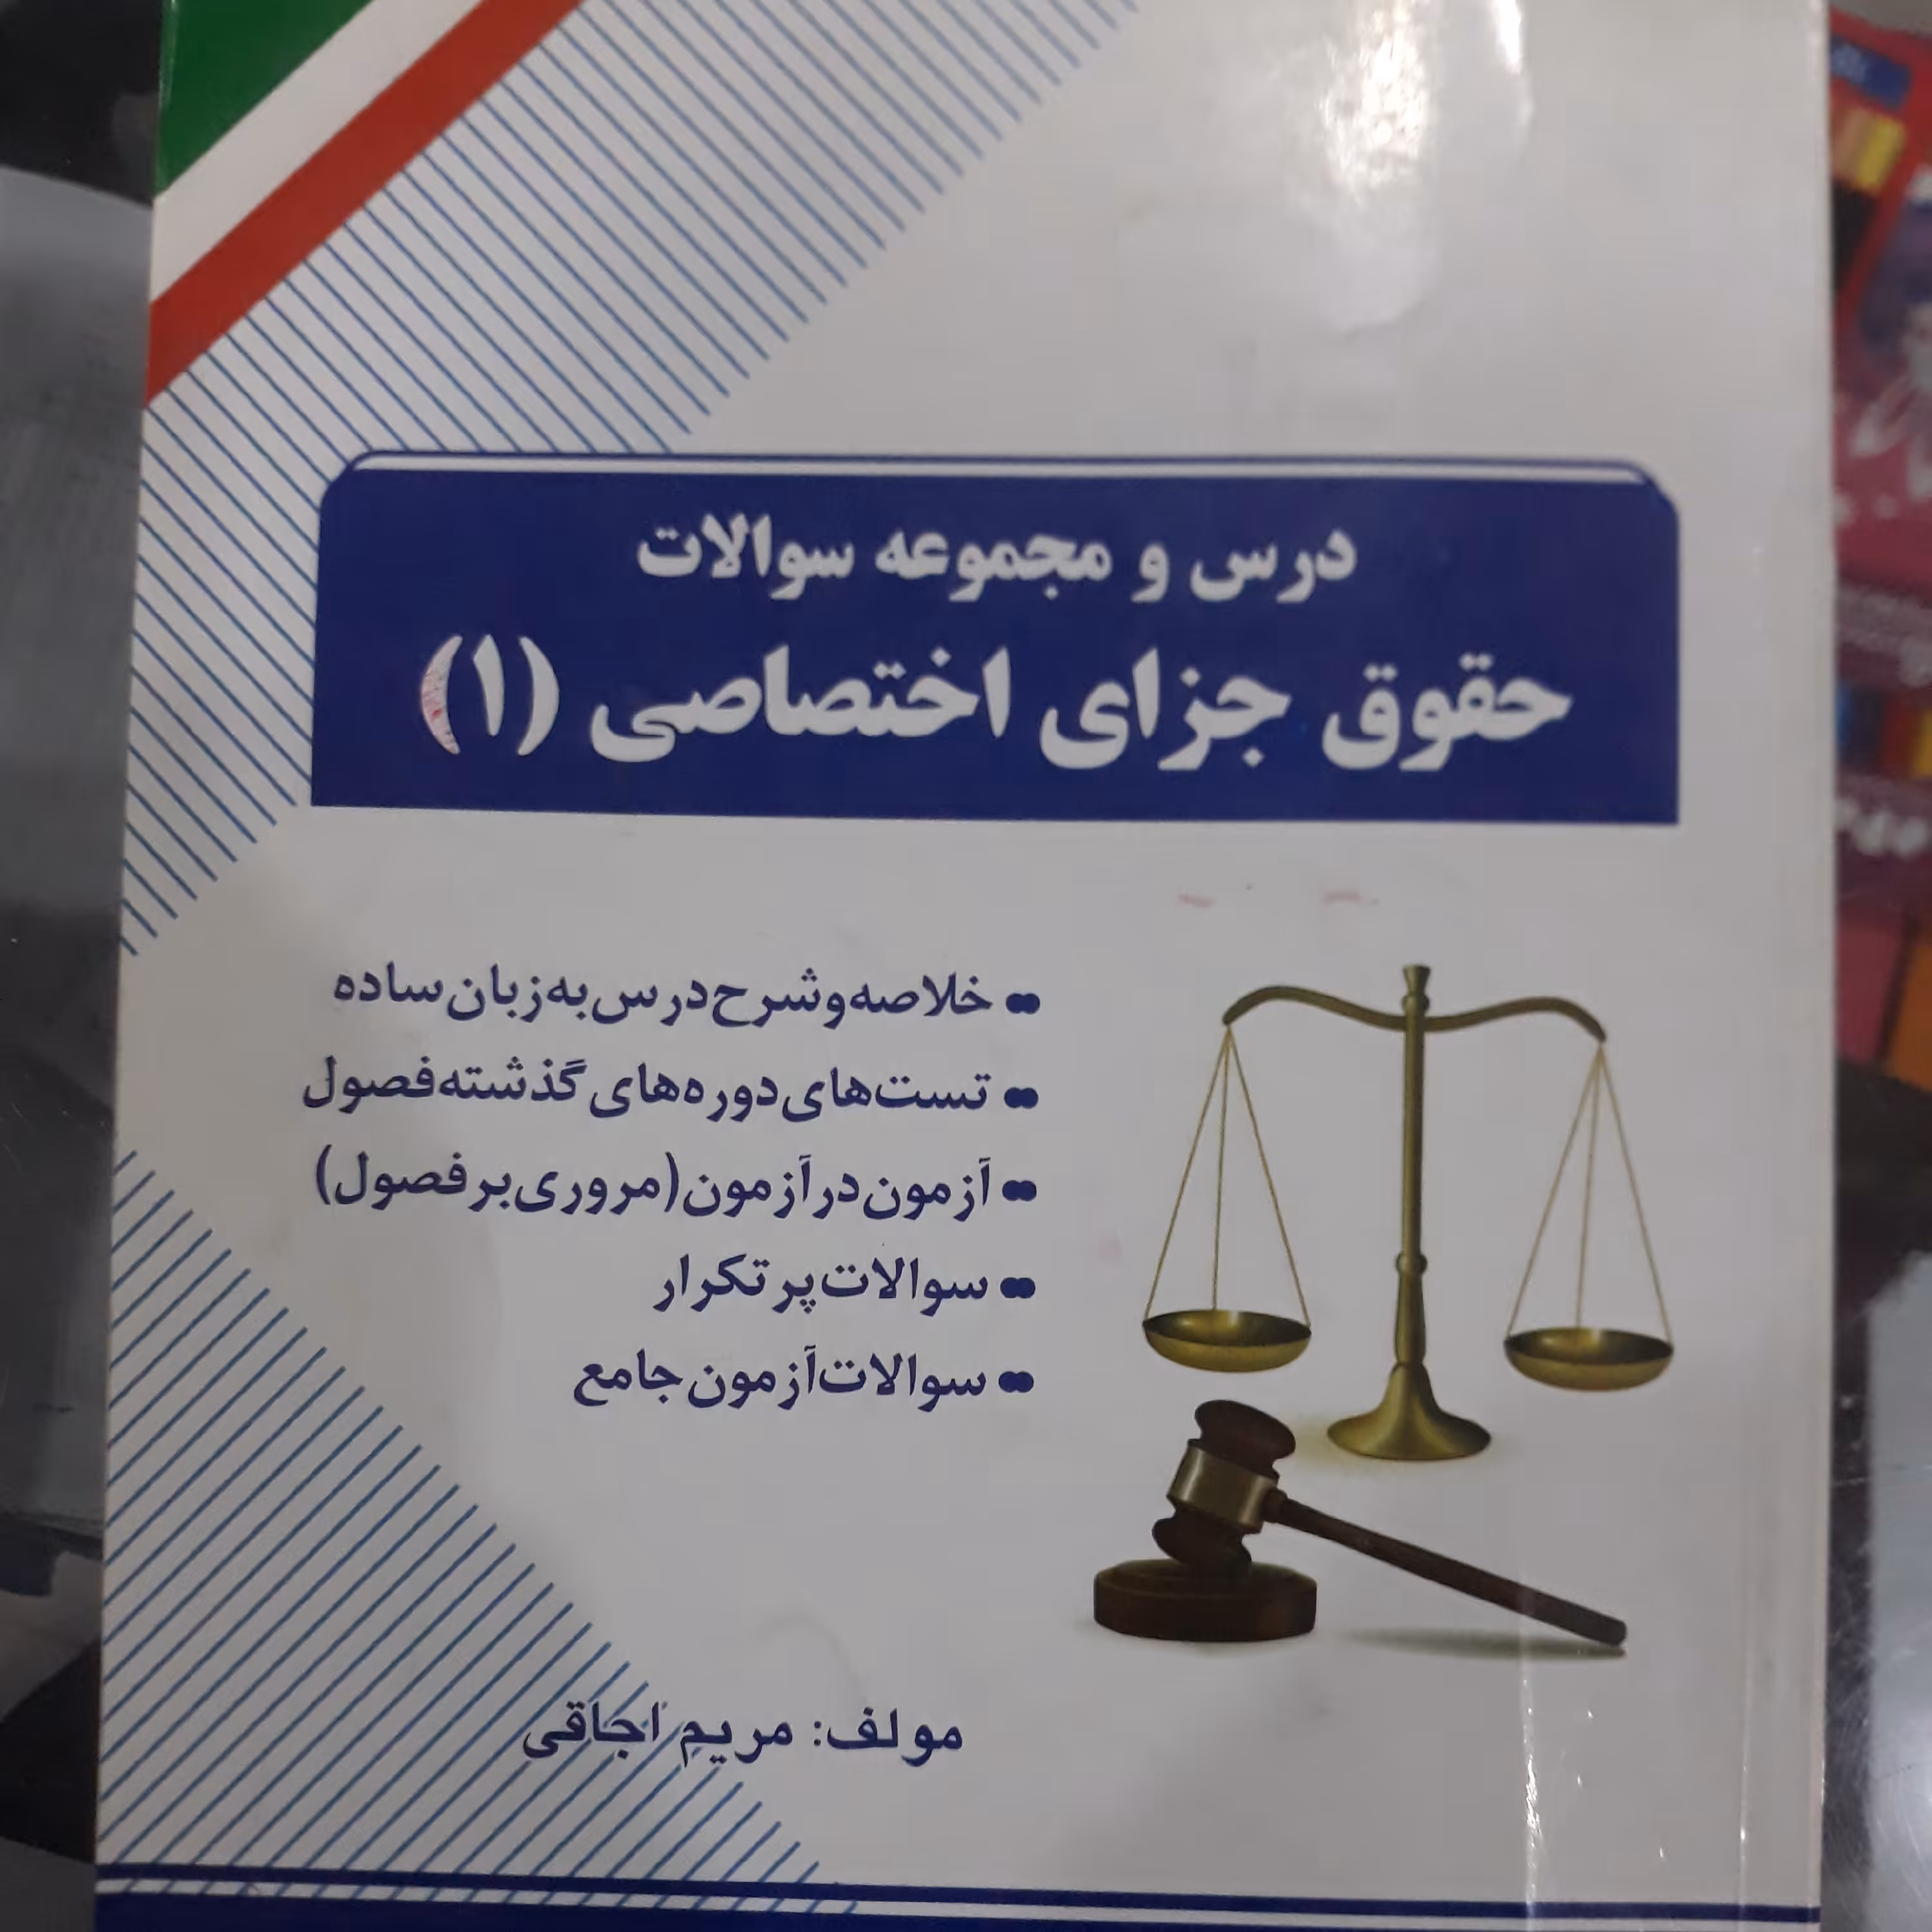 درس و مجموعه سوالات
حقوق جزای اختصاصی (۱)
خلاصه و شرح درس به زبان ساده
تست‌های دوره‌های گذشته فصول
آزمون در آزمون (مروری بر فصول)
سوالات پر تکرار
سوالات آزمون جامع
مولف: مریم اجاقی